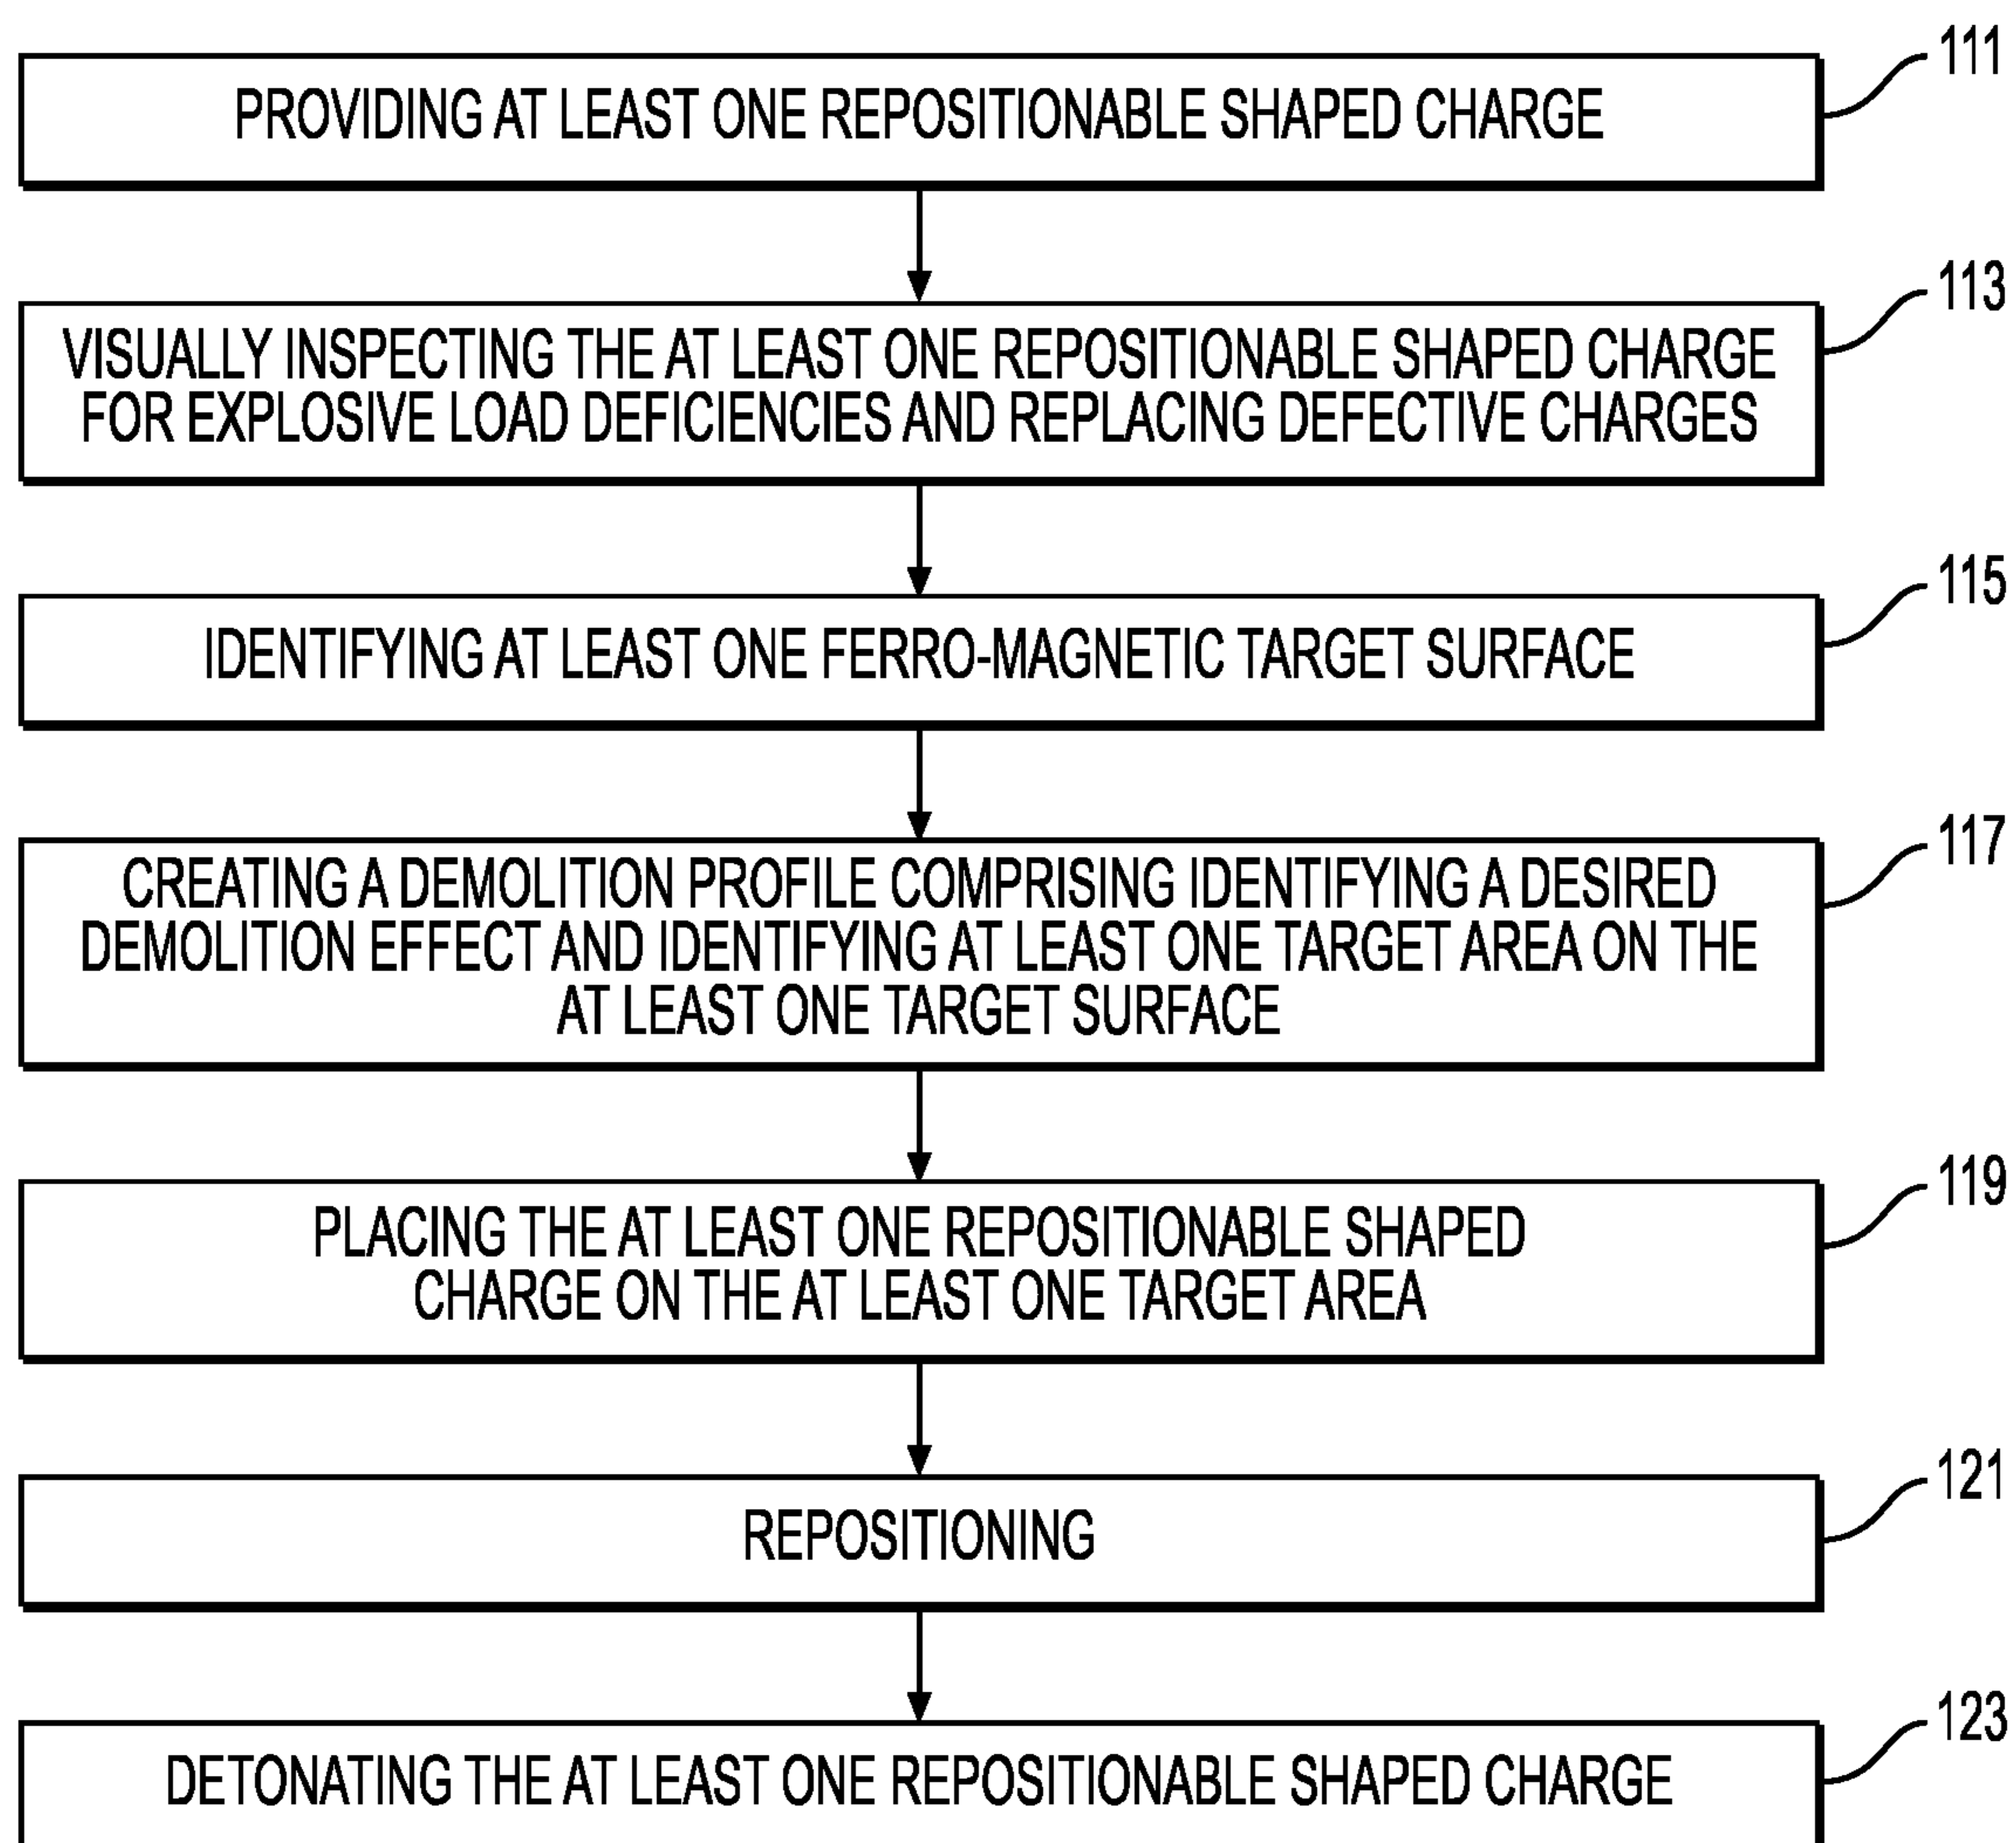 111
PROVIDING AT LEAST ONE REPOSITIONABLE SHAPED CHARGE
113
VISUALLY INSPECTING THE AT LEAST ONE REPOSITIONABLE SHAPED CHARGE
FOR EXPLOSIVE LOAD DEFICIENCIES AND REPLACING DEFECTIVE CHARGES
115
IDENTIFYING AT LEAST ONE FERRO-MAGNETIC TARGET SURFACE
117
CREATING A DEMOLITION PROFILE COMPRISING IDENTIFYING A DESIRED
DEMOLITION EFFECT AND IDENTIFYING AT LEAST ONE TARGET AREA ON THE
AT LEAST ONE TARGET SURFACE
119
PLACING THE AT LEAST ONE REPOSITIONABLE SHAPED
CHARGE ON THE AT LEAST ONE TARGET AREA
121
REPOSITIONING
123
DETONATING THE AT LEAST ONE REPOSITIONABLE SHAPED CHARGE